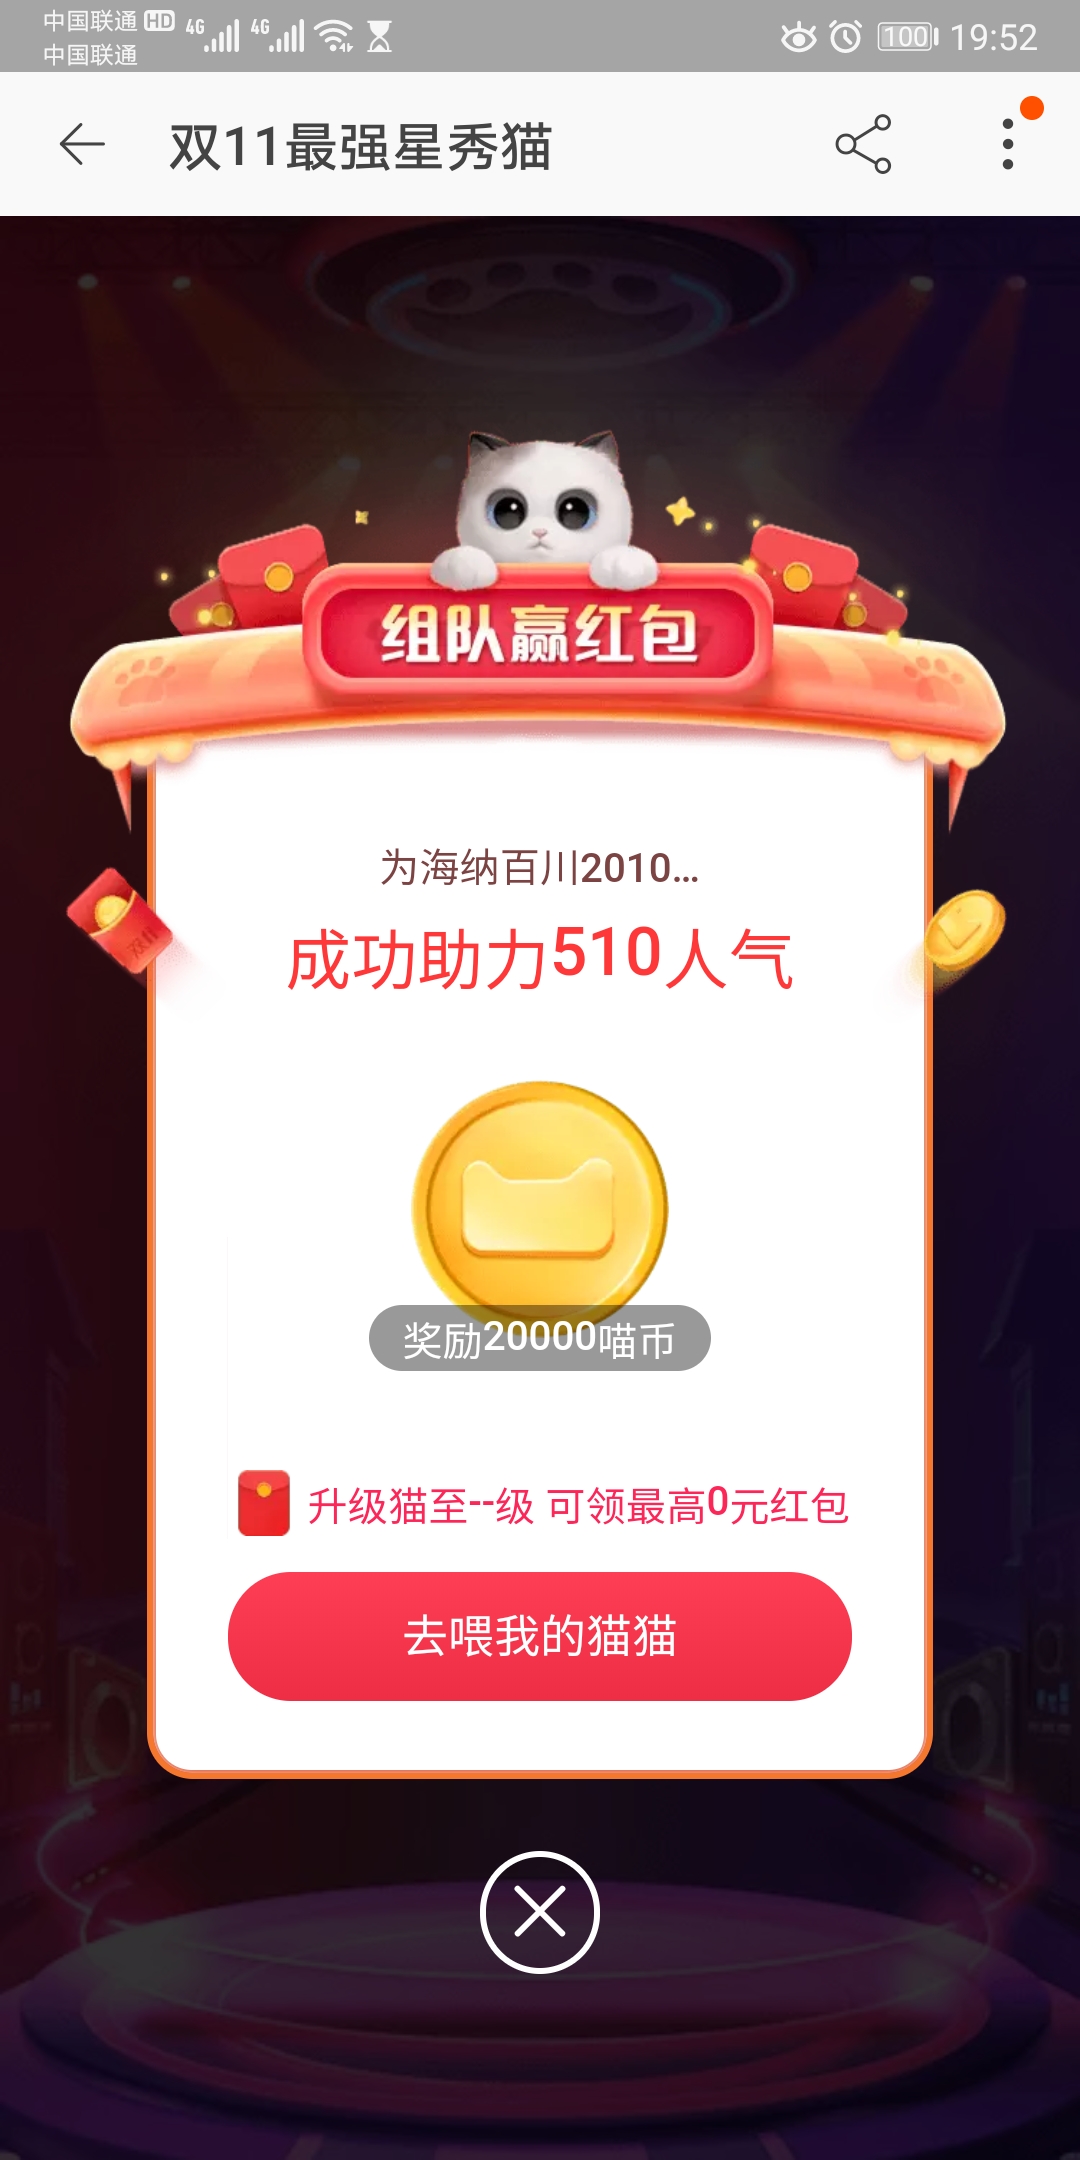 中国联通 HD 4G 4G 100 19:52
中国联通
双11最强星秀猫
组队赢红包
为海纳百川2010...
成功助力510人气
双11
奖励20000喵币
升级猫至--级 可领最高0元红包
去喂我的猫猫